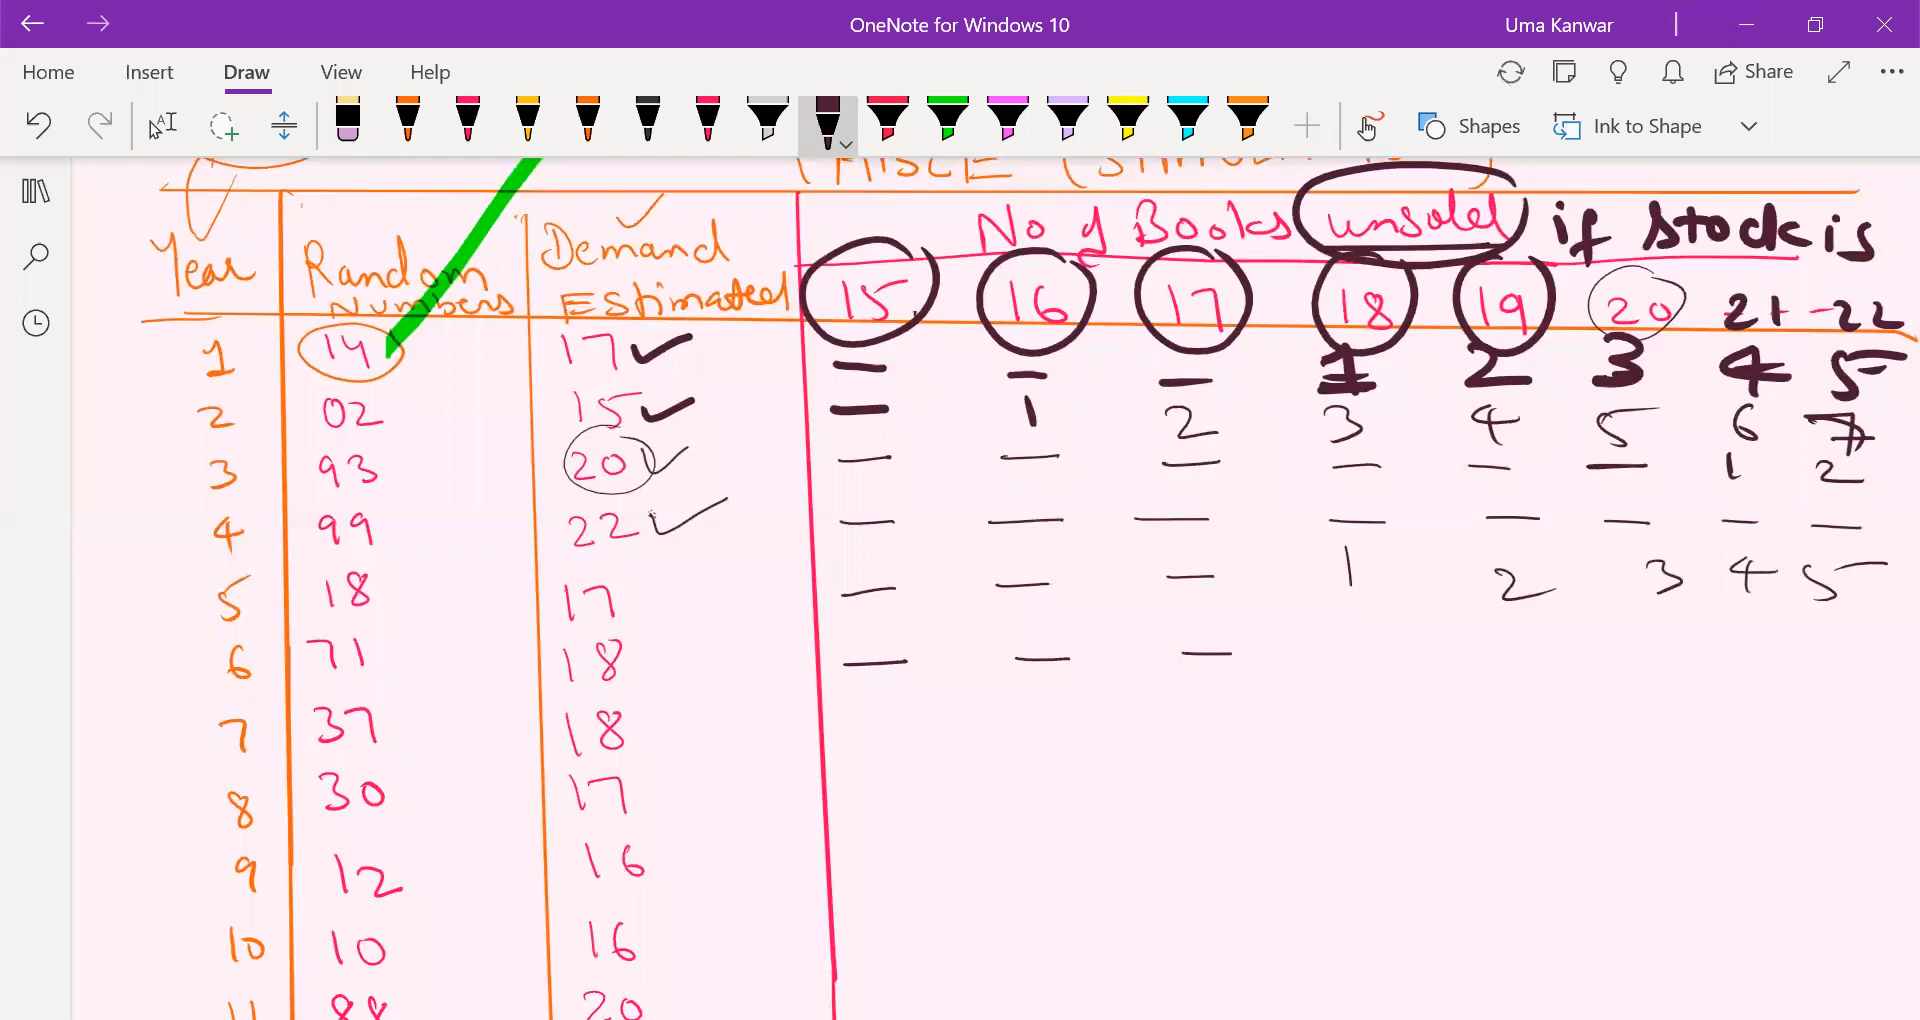 OneNote for Windows 10 Uma Kanwar
Home Insert Draw View Help Share
Shapes Ink to Shape
No of Books unsold if stock is
Year Random Numbers Demand Estimated 15 16 17 18 19 20 21 22
1 14 17 – – – 1 2 3 4 5
2 02 15 – 1 2 3 4 5 6 7
3 93 20 – – – – – – 1 2
4 99 22 – – – – – – – –
5 18 17 – – – 1 2 3 4 5
6 71 18 – – –
7 37 18
8 30 17
9 12 16
10 10 16
11 88 20